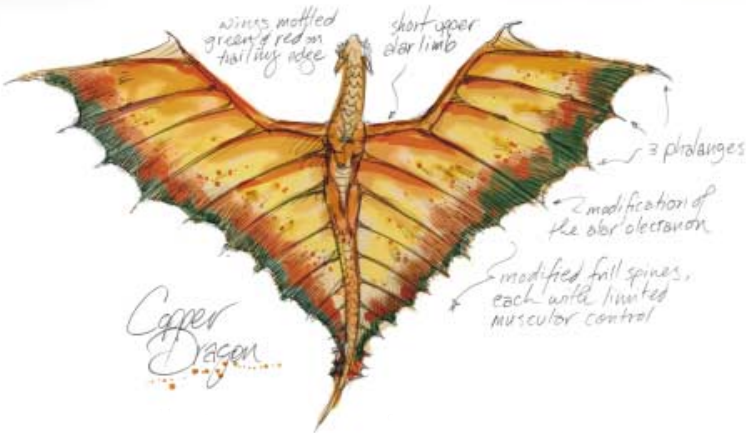 wings mottled
green & red on
trailing edge
short upper
alar limb
3 phalanges
modification of
the alar olecranon
modified frill spines,
each with limited
muscular control
Copper
Dragon